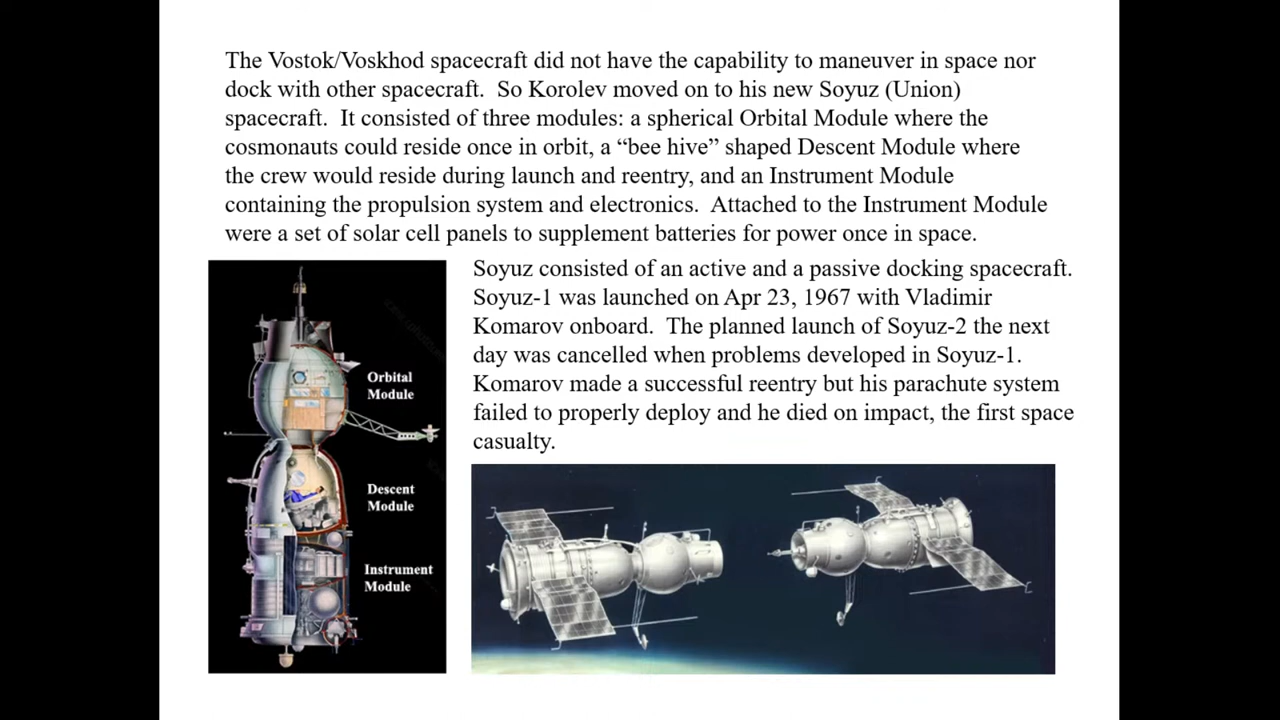 The Vostok/Voskhod spacecraft did not have the capability to maneuver in space nor
dock with other spacecraft.  So Korolev moved on to his new Soyuz (Union)
spacecraft.  It consisted of three modules: a spherical Orbital Module where the
cosmonauts could reside once in orbit, a “bee hive” shaped Descent Module where
the crew would reside during launch and reentry, and an Instrument Module
containing the propulsion system and electronics.  Attached to the Instrument Module
were a set of solar cell panels to supplement batteries for power once in space.
Soyuz consisted of an active and a passive docking spacecraft.
Soyuz-1 was launched on Apr 23, 1967 with Vladimir
Komarov onboard.  The planned launch of Soyuz-2 the next
day was cancelled when problems developed in Soyuz-1.
Komarov made a successful reentry but his parachute system
failed to properly deploy and he died on impact, the first space
casualty.
Orbital
Module
Descent
Module
Instrument
Module